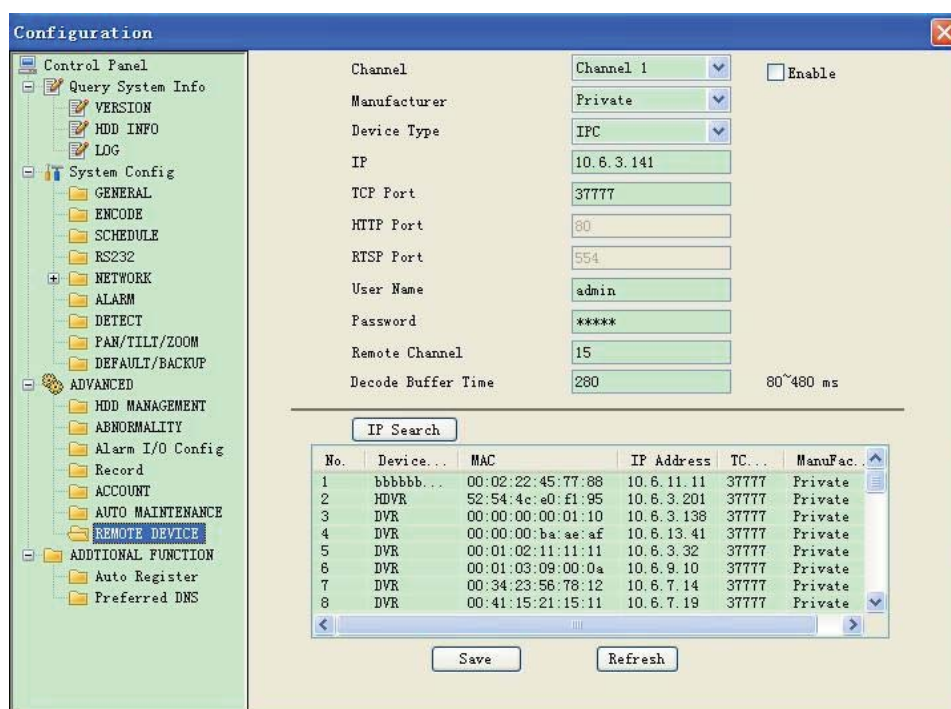 Configuration
Control Panel
Query System Info
VERSION
HDD INFO
LOG
System Config
GENERAL
ENCODE
SCHEDULE
RS232
NETWORK
ALARM
DETECT
PAN/TILT/ZOOM
DEFAULT/BACKUP
ADVANCED
HDD MANAGEMENT
ABNORMALITY
Alarm I/O Config
Record
ACCOUNT
AUTO MAINTENANCE
REMOTE DEVICE
ADDTIONAL FUNCTION
Auto Register
Preferred DNS
Channel Channel 1 Enable
Manufacturer Private
Device Type IPC
IP 10.6.3.141
TCP Port 37777
HTTP Port 80
RTSP Port 554
User Name admin
Password *****
Remote Channel 15
Decode Buffer Time 280 80~480 ms
IP Search
No. Device... MAC IP Address TC... ManuFac..
1 bbbbbb... 00:02:22:45:77:88 10.6.11.11 37777 Private
2 HDVR 52:54:4c:e0:f1:95 10.6.3.201 37777 Private
3 DVR 00:00:00:00:01:10 10.6.3.138 37777 Private
4 DVR 00:00:00:ba:ae:af 10.6.13.41 37777 Private
5 DVR 00:01:02:11:11:11 10.6.3.32 37777 Private
6 DVR 00:01:03:09:00:0a 10.6.9.10 37777 Private
7 DVR 00:34:23:56:78:12 10.6.7.14 37777 Private
8 DVR 00:41:15:21:15:11 10.6.7.19 37777 Private
Save Refresh